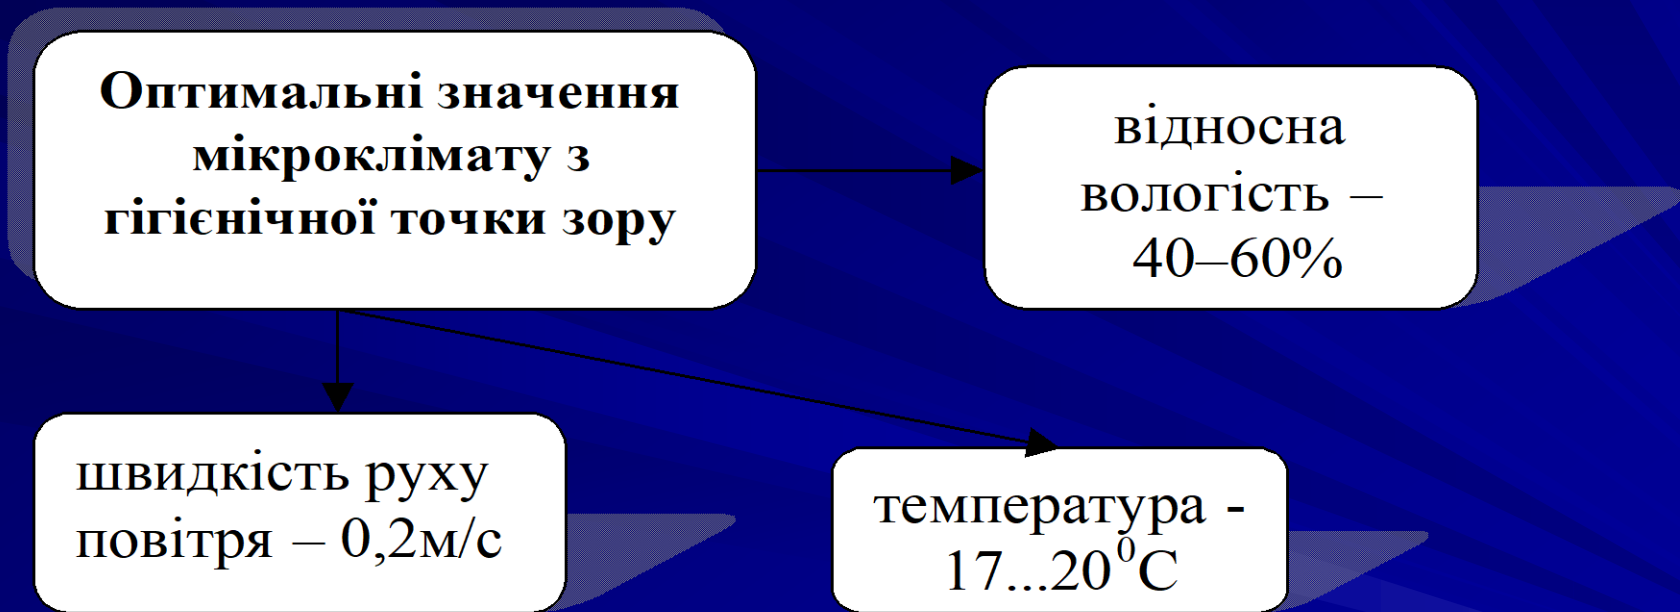 Оптимальні значення
мікроклімату з
гігієнічної точки зору
відносна
вологість –
40–60%
швидкість руху
повітря – 0,2м/с
температура -
17...20⁰С